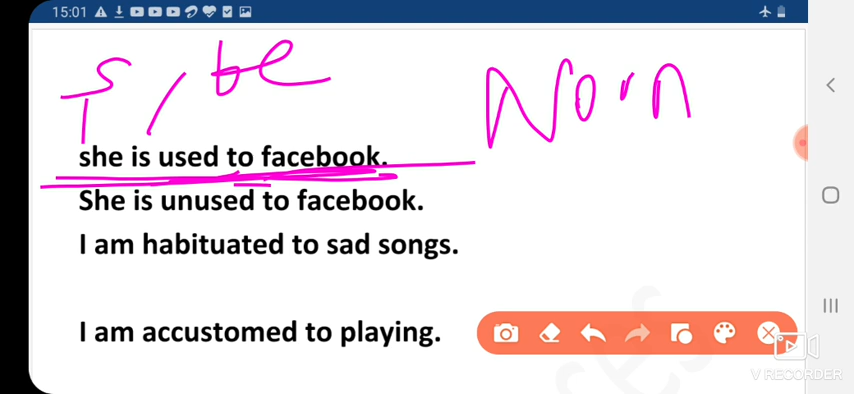 15:01
S / be
she is used to facebook.
She is unused to facebook.
I am habituated to sad songs.
I am accustomed to playing.
V RECORDER